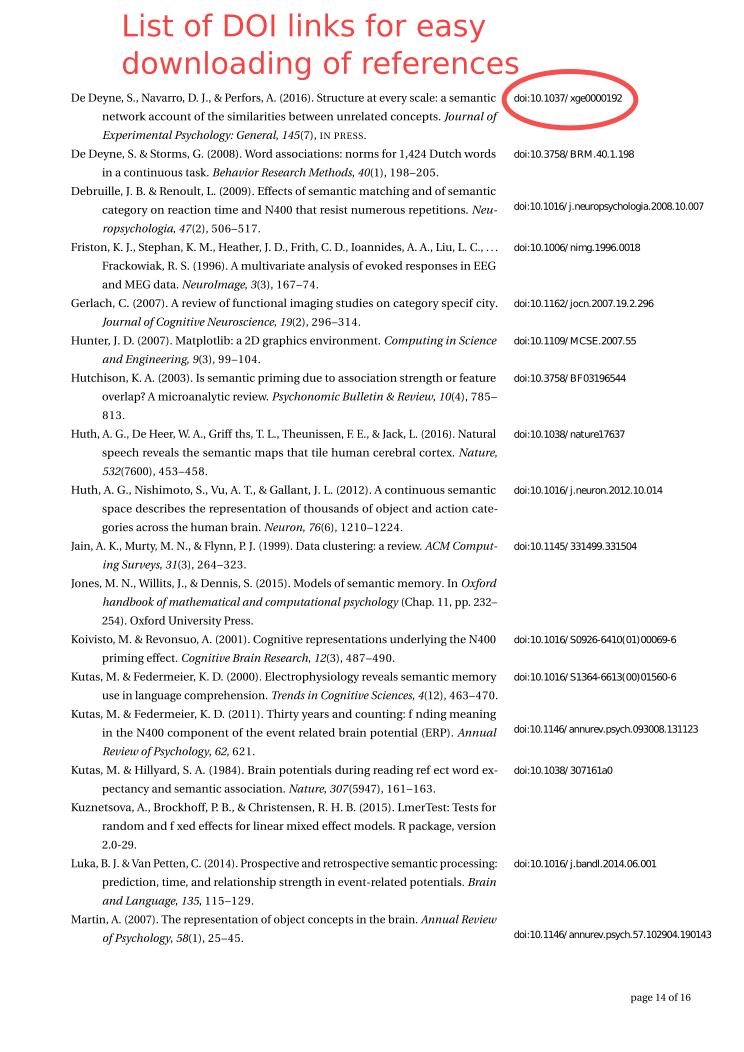 List of DOI links for easy
downloading of references
De Deyne, S., Navarro, D. J., & Perfors, A. (2016). Structure at every scale: a semantic doi:10.1037/xge0000192
network account of the similarities between unrelated concepts. Journal of
Experimental Psychology: General, 145(7), IN PRESS.
De Deyne, S. & Storms, G. (2008). Word associations: norms for 1,424 Dutch words doi:10.3758/BRM.40.1.198
in a continuous task. Behavior Research Methods, 40(1), 198–205.
Debruille, J. B. & Renoult, L. (2009). Effects of semantic matching and of semantic
category on reaction time and N400 that resist numerous repetitions. Neu- doi:10.1016/j.neuropsychologia.2008.10.007
ropsychologia, 47(2), 506–517.
Friston, K. J., Stephan, K. M., Heather, J. D., Frith, C. D., Ioannides, A. A., Liu, L. C., ... doi:10.1006/nimg.1996.0018
Frackowiak, R. S. (1996). A multivariate analysis of evoked responses in EEG
and MEG data. NeuroImage, 3(3), 167–74.
Gerlach, C. (2007). A review of functional imaging studies on category specif city. doi:10.1162/jocn.2007.19.2.296
Journal of Cognitive Neuroscience, 19(2), 296–314.
Hunter, J. D. (2007). Matplotlib: a 2D graphics environment. Computing in Science doi:10.1109/MCSE.2007.55
and Engineering, 9(3), 99–104.
Hutchison, K. A. (2003). Is semantic priming due to association strength or feature doi:10.3758/BF03196544
overlap? A microanalytic review. Psychonomic Bulletin & Review, 10(4), 785–
813.
Huth, A. G., De Heer, W. A., Griff ths, T. L., Theunissen, F. E., & Jack, L. (2016). Natural doi:10.1038/nature17637
speech reveals the semantic maps that tile human cerebral cortex. Nature,
532(7600), 453–458.
Huth, A. G., Nishimoto, S., Vu, A. T., & Gallant, J. L. (2012). A continuous semantic doi:10.1016/j.neuron.2012.10.014
space describes the representation of thousands of object and action cate-
gories across the human brain. Neuron, 76(6), 1210–1224.
Jain, A. K., Murty, M. N., & Flynn, P. J. (1999). Data clustering: a review. ACM Comput- doi:10.1145/331499.331504
ing Surveys, 31(3), 264–323.
Jones, M. N., Willits, J., & Dennis, S. (2015). Models of semantic memory. In Oxford
handbook of mathematical and computational psychology (Chap. 11, pp. 232–
254). Oxford University Press.
Koivisto, M. & Revonsuo, A. (2001). Cognitive representations underlying the N400 doi:10.1016/S0926-6410(01)00069-6
priming effect. Cognitive Brain Research, 12(3), 487–490.
Kutas, M. & Federmeier, K. D. (2000). Electrophysiology reveals semantic memory doi:10.1016/S1364-6613(00)01560-6
use in language comprehension. Trends in Cognitive Sciences, 4(12), 463–470.
Kutas, M. & Federmeier, K. D. (2011). Thirty years and counting: f nding meaning
in the N400 component of the event related brain potential (ERP). Annual doi:10.1146/annurev.psych.093008.131123
Review of Psychology, 62, 621.
Kutas, M. & Hillyard, S. A. (1984). Brain potentials during reading ref ect word ex- doi:10.1038/307161a0
pectancy and semantic association. Nature, 307(5947), 161–163.
Kuznetsova, A., Brockhoff, P. B., & Christensen, R. H. B. (2015). LmerTest: Tests for
random and f xed effects for linear mixed effect models. R package, version
2.0-29.
Luka, B. J. & Van Petten, C. (2014). Prospective and retrospective semantic processing: doi:10.1016/j.bandl.2014.06.001
prediction, time, and relationship strength in event-related potentials. Brain
and Language, 135, 115–129.
Martin, A. (2007). The representation of object concepts in the brain. Annual Review
of Psychology, 58(1), 25–45. doi:10.1146/annurev.psych.57.102904.190143
page 14 of 16